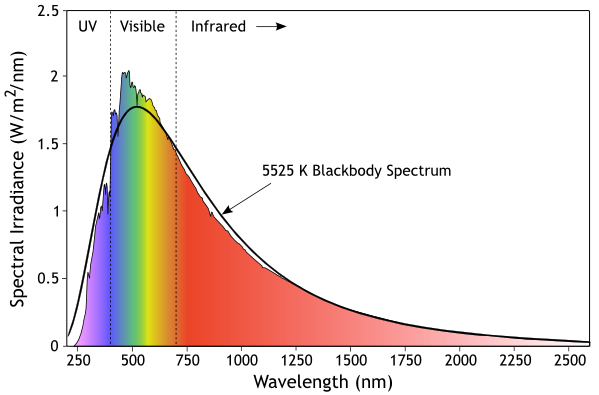 2.5
UV
Visible
Infrared
2
1.5
1
0.5
0
Spectral Irradiance (W/m²/nm)
5525 K Blackbody Spectrum
250 500 750 1000 1250 1500 1750 2000 2250 2500
Wavelength (nm)